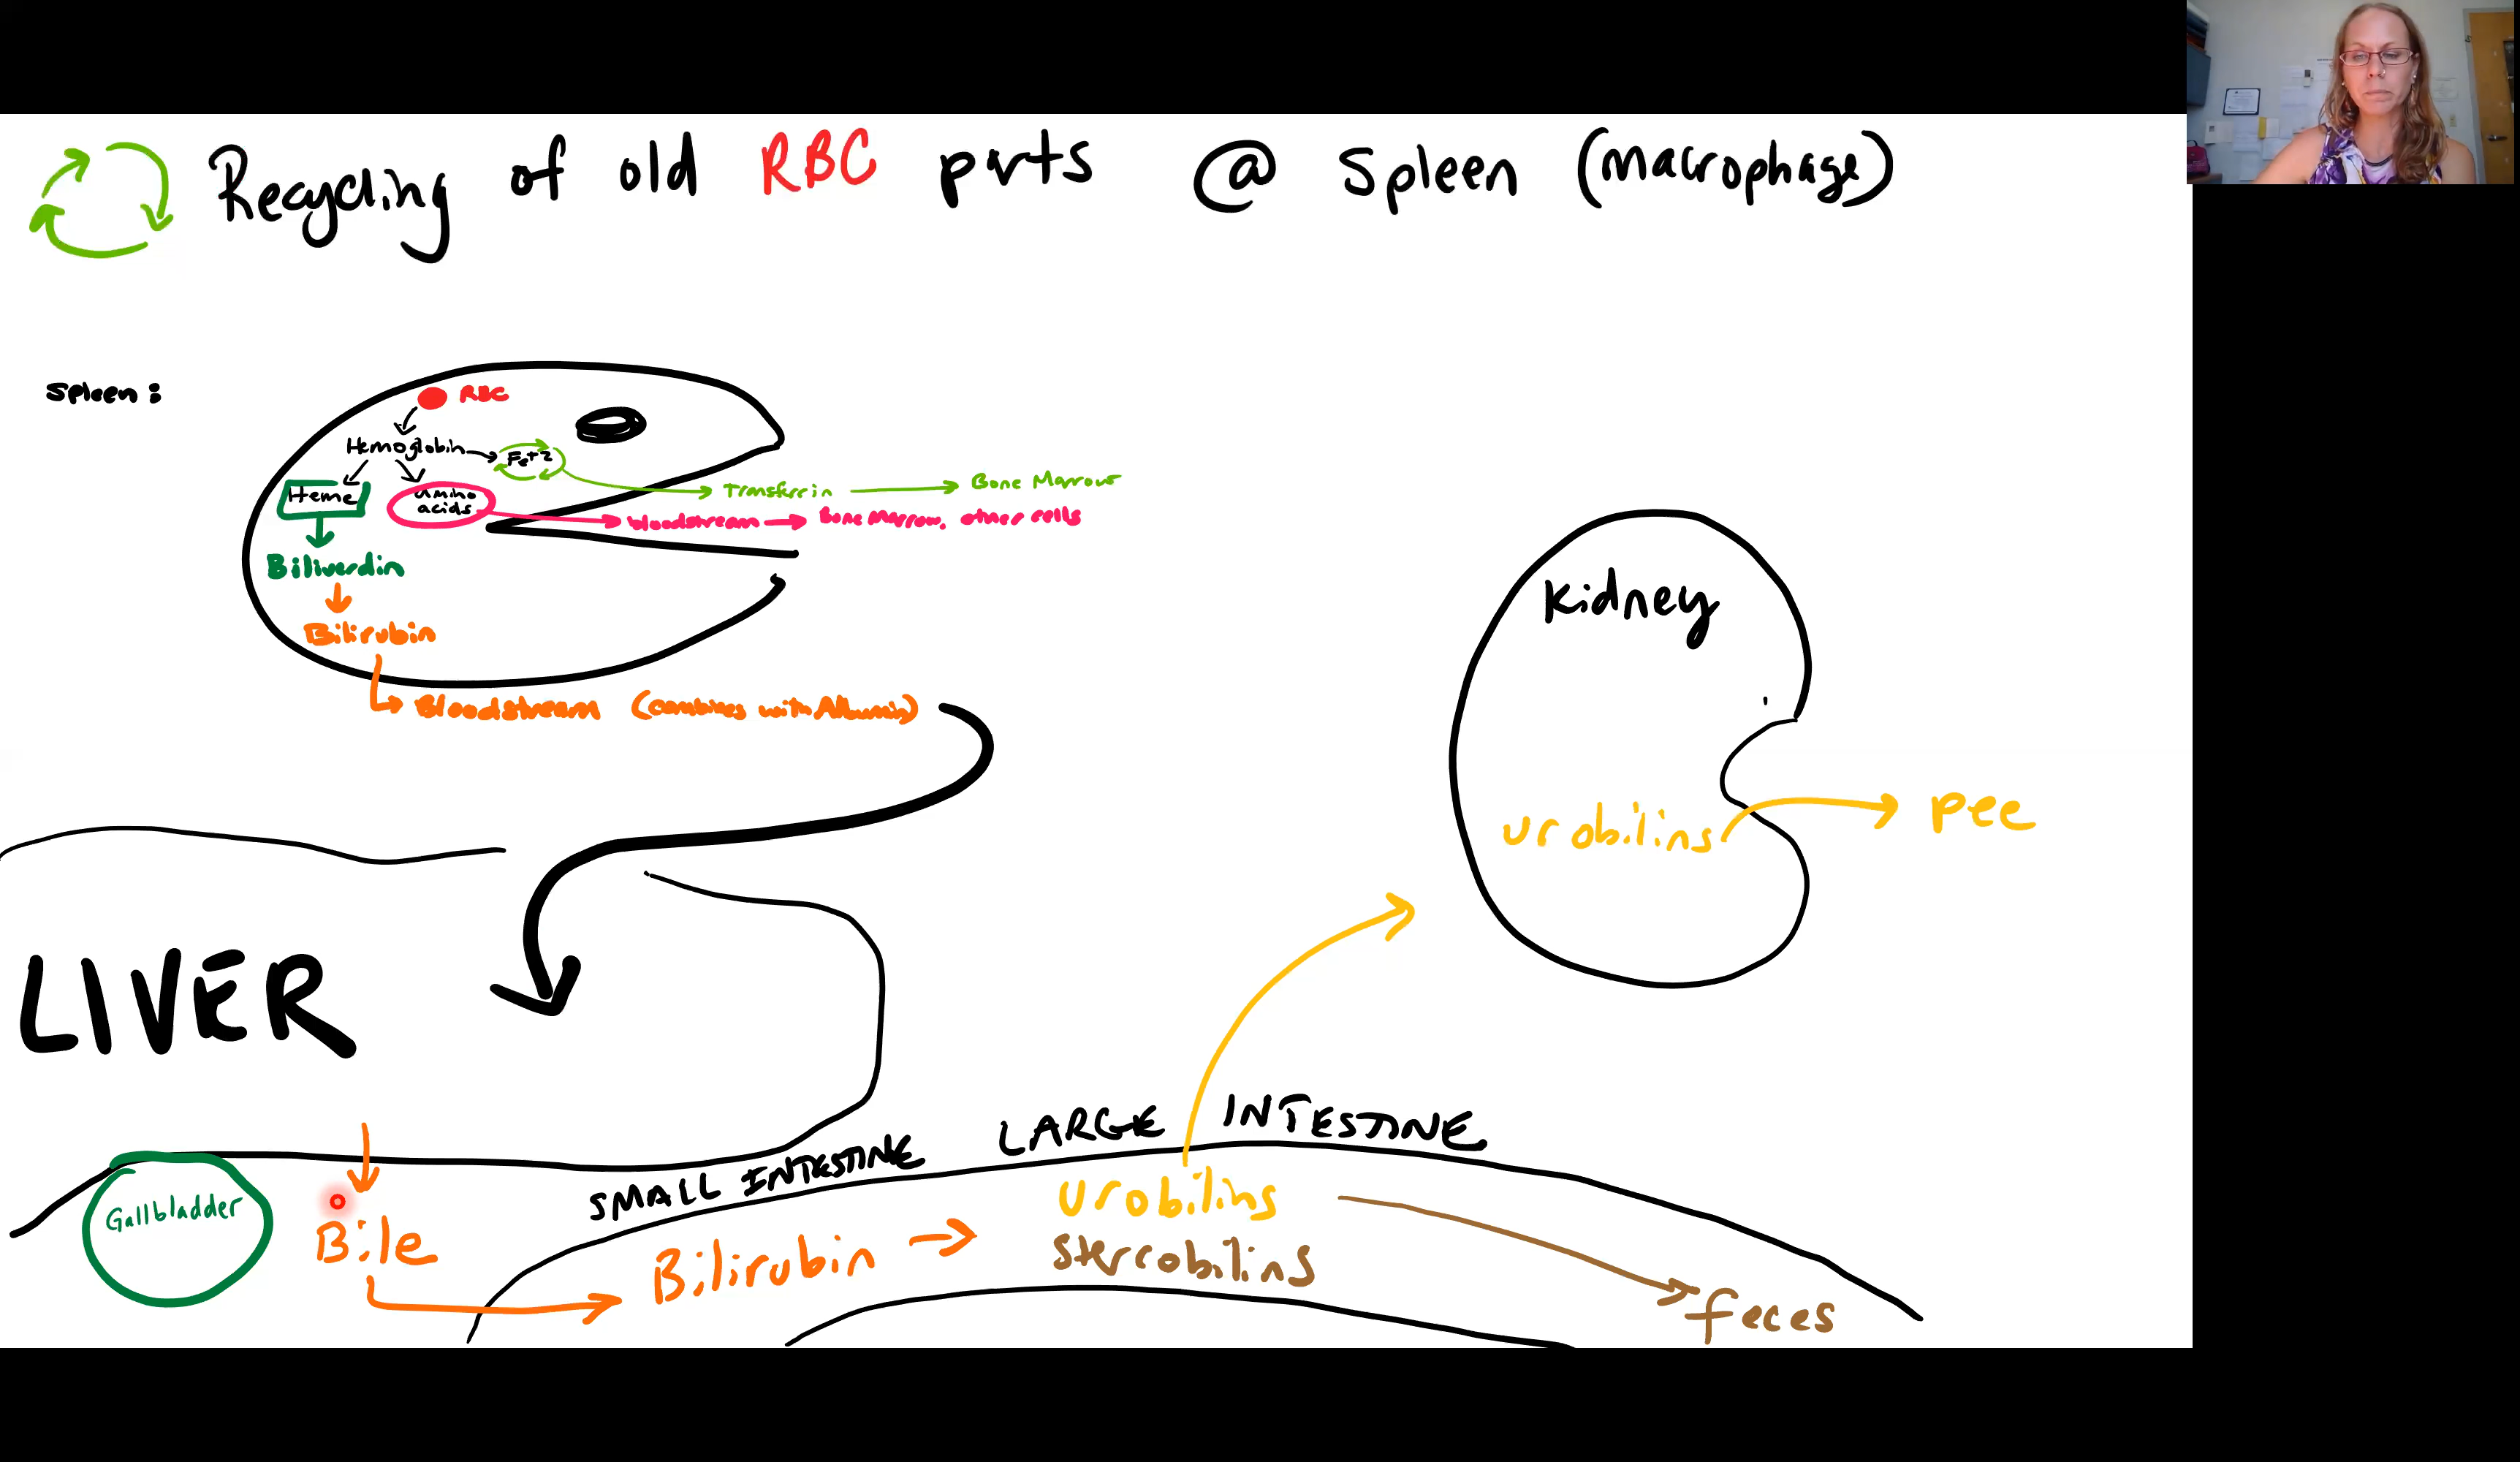 Recycling of old RBC parts @ Spleen (macrophage)
Spleen:
RBC
Hemoglobin
Fe+2
Heme
amino
acids
Transferrin
Bone Marrow
bloodstream
Bone Marrow, other cells
Biliverdin
Bilirubin
Bloodstream (combines with Albumin)
Kidney
urobilins
pee
LIVER
LARGE INTESTINE
SMALL INTESTINE
Gallbladder
Bile
Bilirubin
urobilins
stercobilins
feces